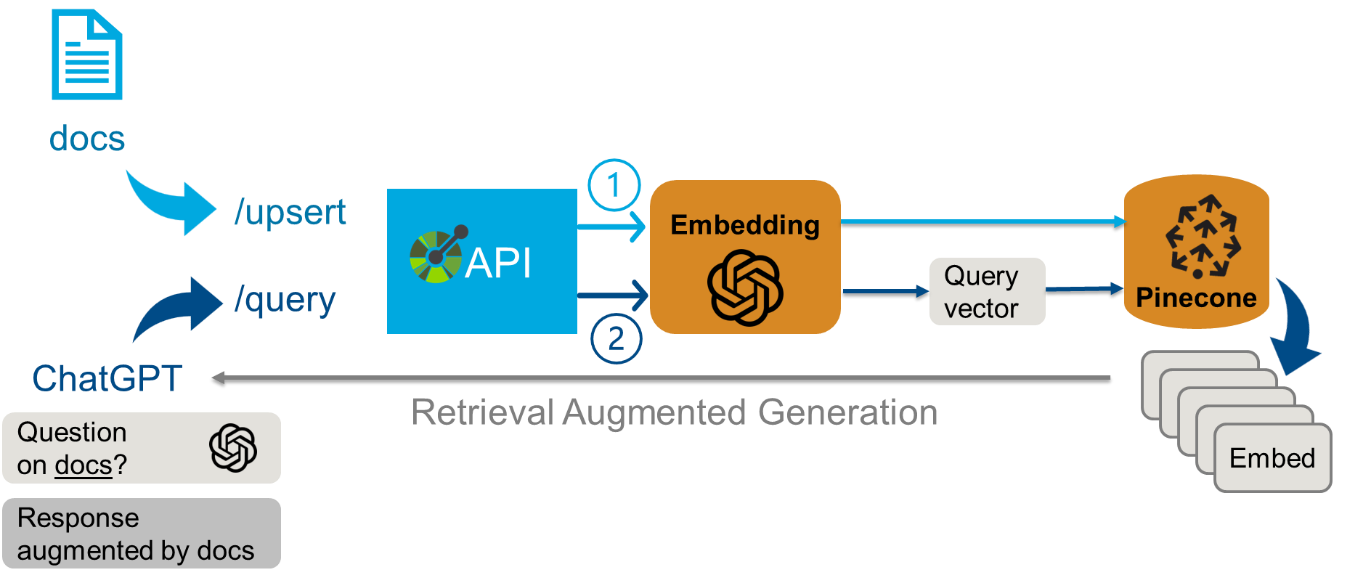 docs
/upsert
/query
ChatGPT
Question
on docs?
Response
augmented by docs
API
1
2
Embedding
Query
vector
Pinecone
Embed
Retrieval Augmented Generation